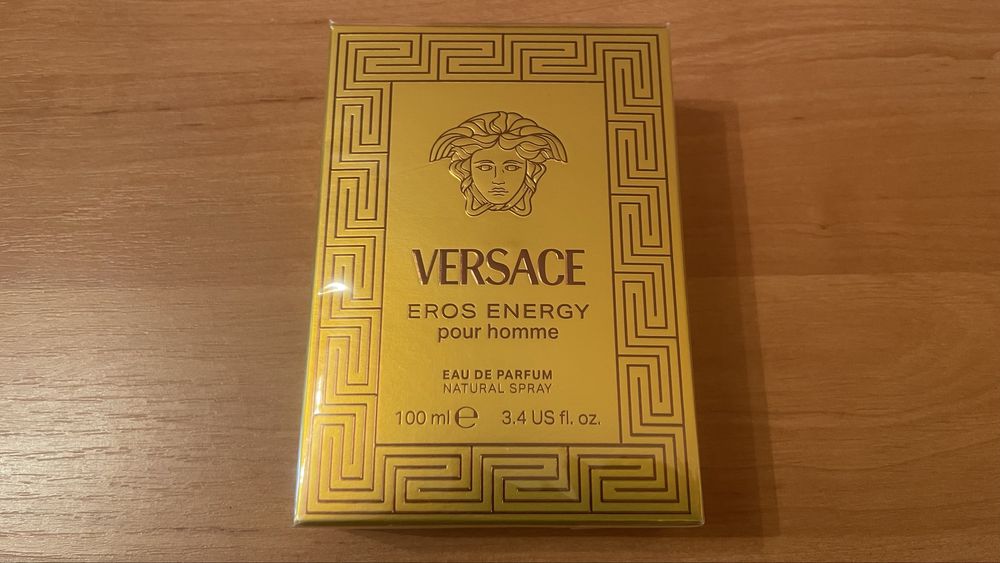 VERSACE
EROS ENERGY
pour homme
EAU DE PARFUM
NATURAL SPRAY
100 ml ℮ 3.4 US fl. oz.